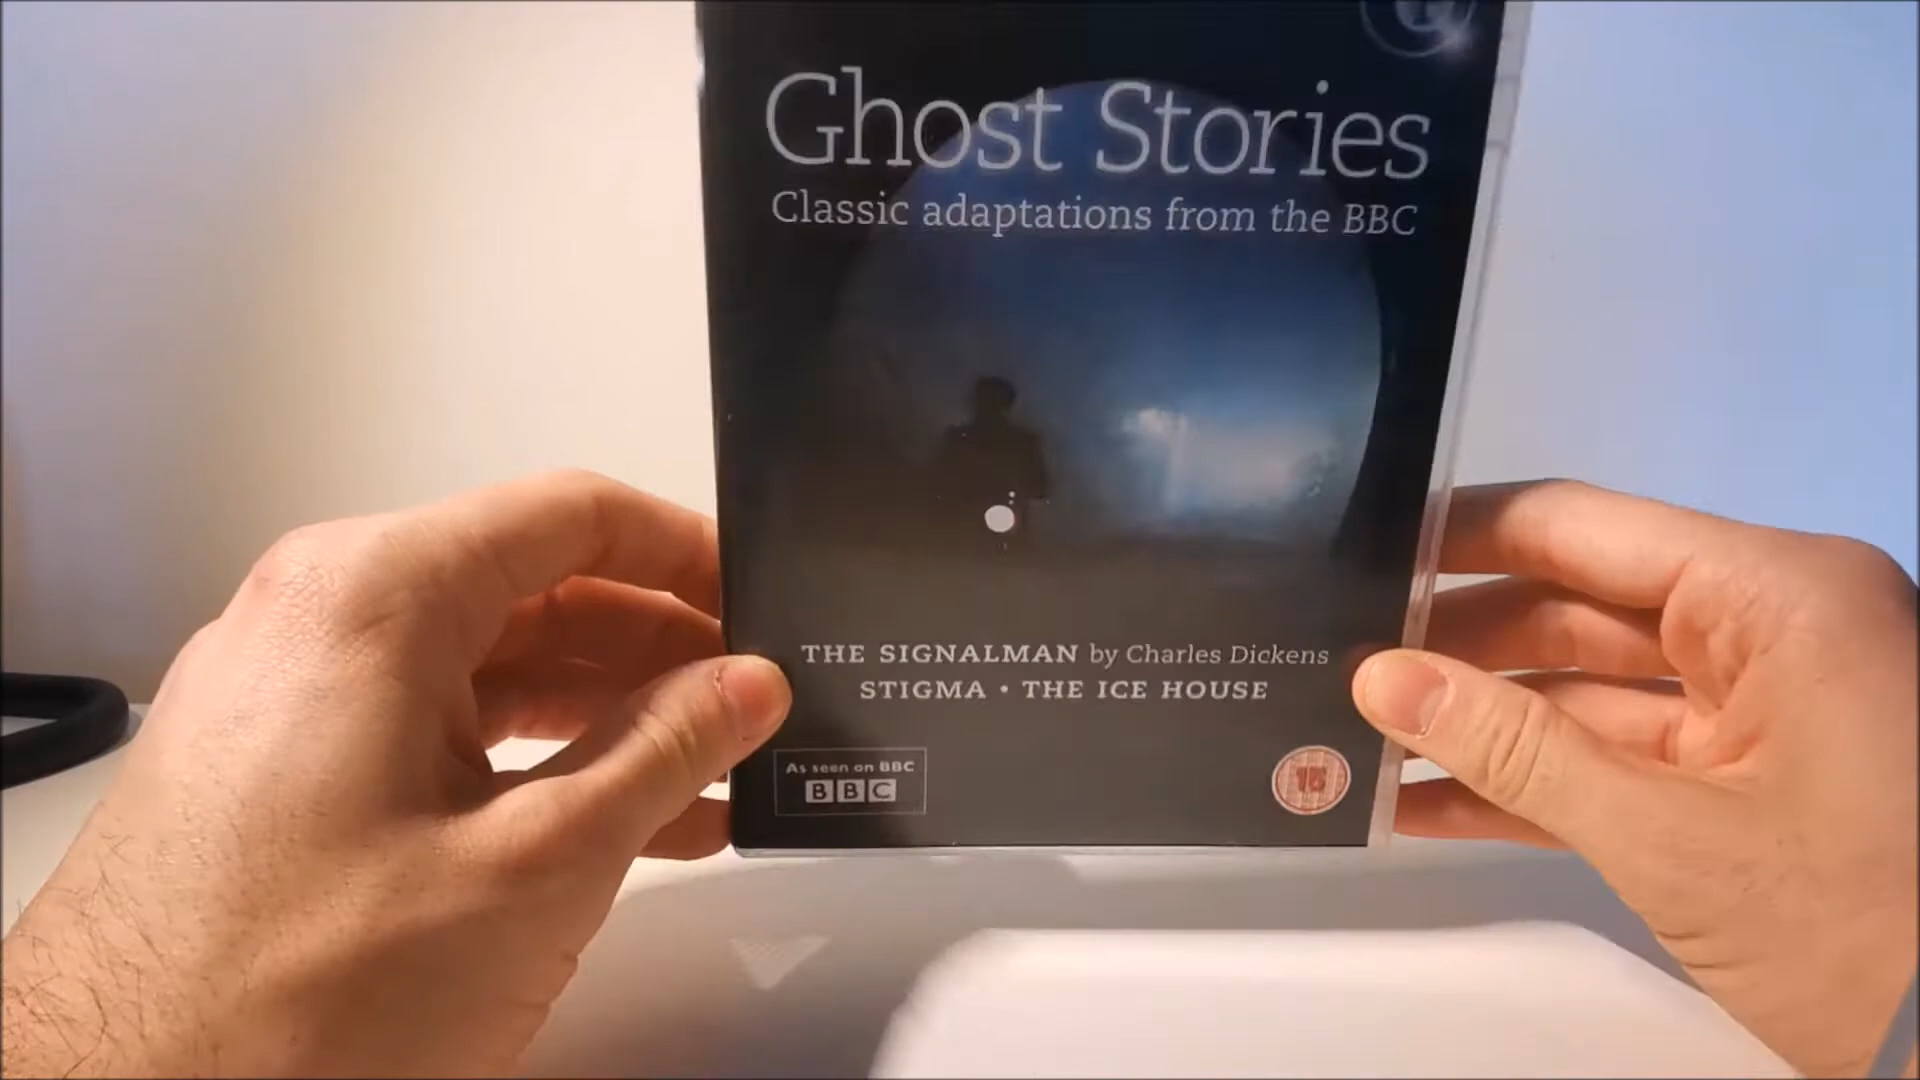 Ghost Stories
Classic adaptations from the BBC
THE SIGNALMAN by Charles Dickens
STIGMA • THE ICE HOUSE
As seen on BBC
BBC
15